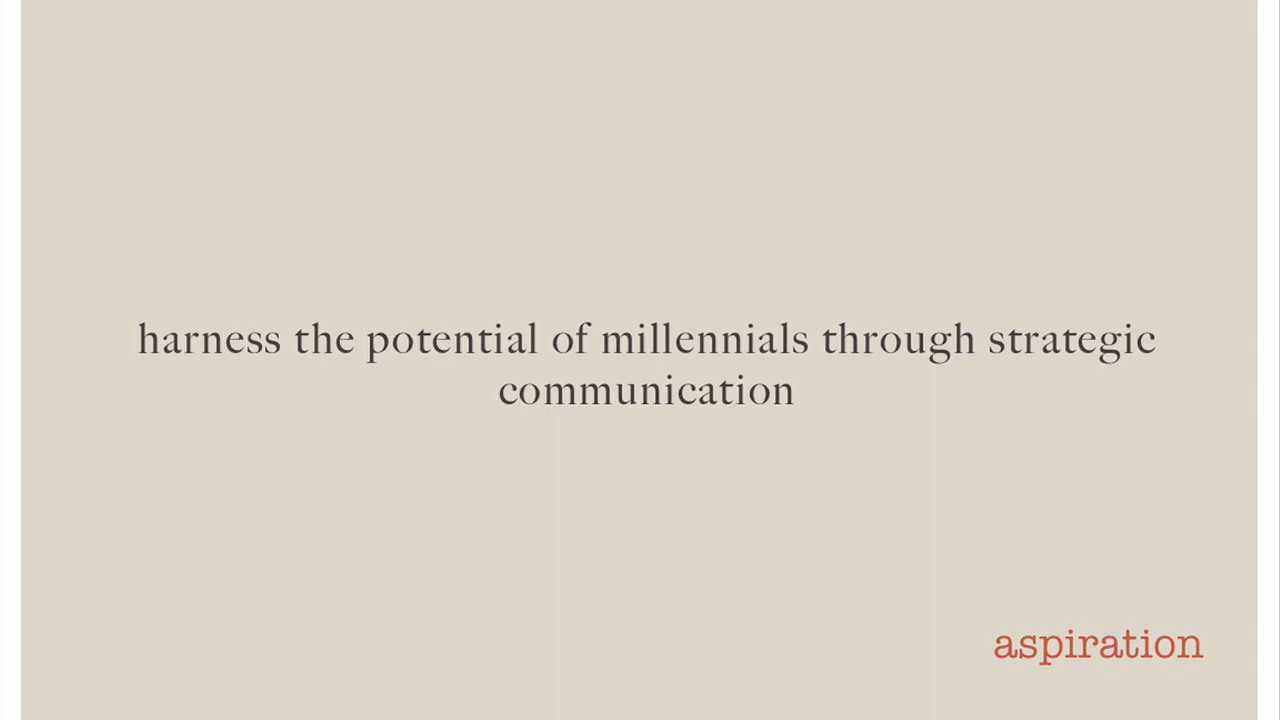 harness the potential of millennials through strategic
communication
aspiration